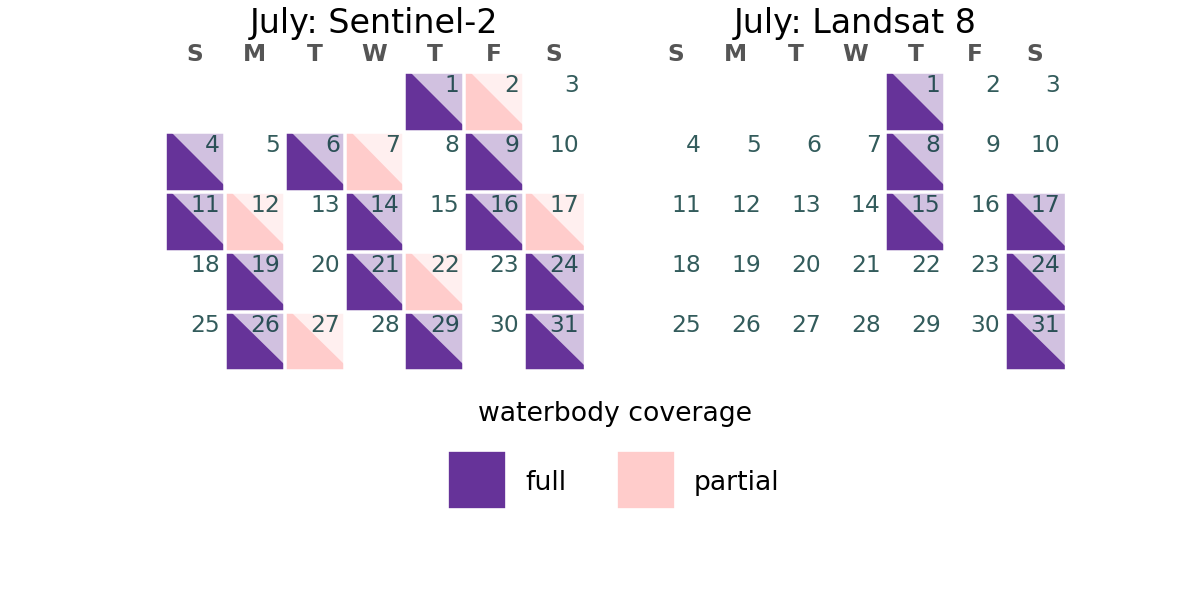 July: Sentinel-2
S M T W T F S
1 2 3
4 5 6 7 8 9 10
11 12 13 14 15 16 17
18 19 20 21 22 23 24
25 26 27 28 29 30 31
July: Landsat 8
S M T W T F S
1 2 3
4 5 6 7 8 9 10
11 12 13 14 15 16 17
18 19 20 21 22 23 24
25 26 27 28 29 30 31
waterbody coverage
full
partial